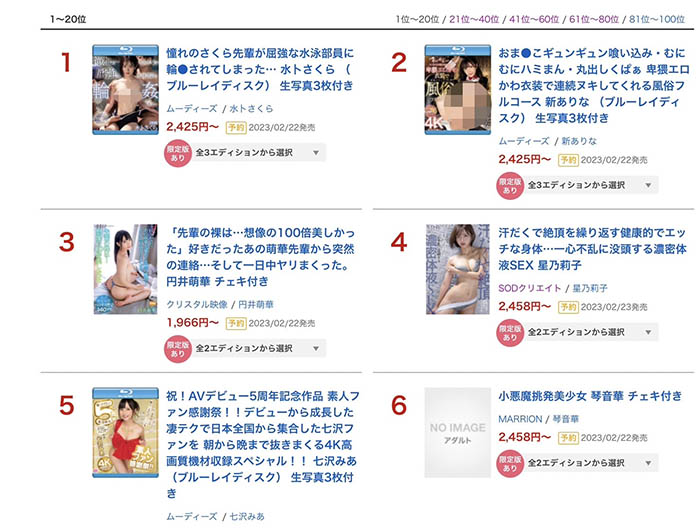 1〜20位
1位〜20位 / 21位〜40位 / 41位〜60位 / 61位〜80位 / 81位〜100位
1
憧れのさくら先輩が屈強な水泳部員に
輪●されてしまった… 水卜さくら （
ブルーレイディスク） 生写真3枚付き
ムーディーズ / 水卜さくら
2,425円〜 予約 2023/02/22発売
限定版
あり
全3エディションから選択
2
おま●こギュンギュン喰い込み・むに
むにハミまん・丸出しくぱぁ 卑猥エロ
かわ衣装で連続ヌキしてくれる風俗フ
ルコース 新ありな （ブルーレイディ
スク） 生写真3枚付き
ムーディーズ / 新ありな
2,425円〜 予約 2023/02/22発売
限定版
あり
全3エディションから選択
3
「先輩の裸は…想像の100倍美しかっ
た」好きだったあの萌華先輩から突然
の連絡…そして一日中ヤりまくった。
円井萌華 チェキ付き
クリスタル映像 / 円井萌華
1,966円〜 予約 2023/02/22発売
限定版
あり
全2エディションから選択
4
汗だくで絶頂を繰り返す健康的でエッ
チな身体…一心不乱に没頭する濃密体
液SEX 星乃莉子
SODクリエイト / 星乃莉子
2,458円〜 予約 2023/02/23発売
限定版
あり
全2エディションから選択
5
祝！AVデビュー5周年記念作品 素人フ
ァン感謝祭！！デビューから成長した
凄テクで日本全国から集合した七沢フ
ァンを 朝から晩まで抜きまくる4K高
画質機材収録スペシャル！！ 七沢みあ
（ブルーレイディスク） 生写真3枚付
き
ムーディーズ / 七沢みあ
6
NO IMAGE
アダルト
小悪魔挑発美少女 琴音華 チェキ付き
MARRION / 琴音華
2,458円〜 予約 2023/02/22発売
限定版
あり
全2エディションから選択